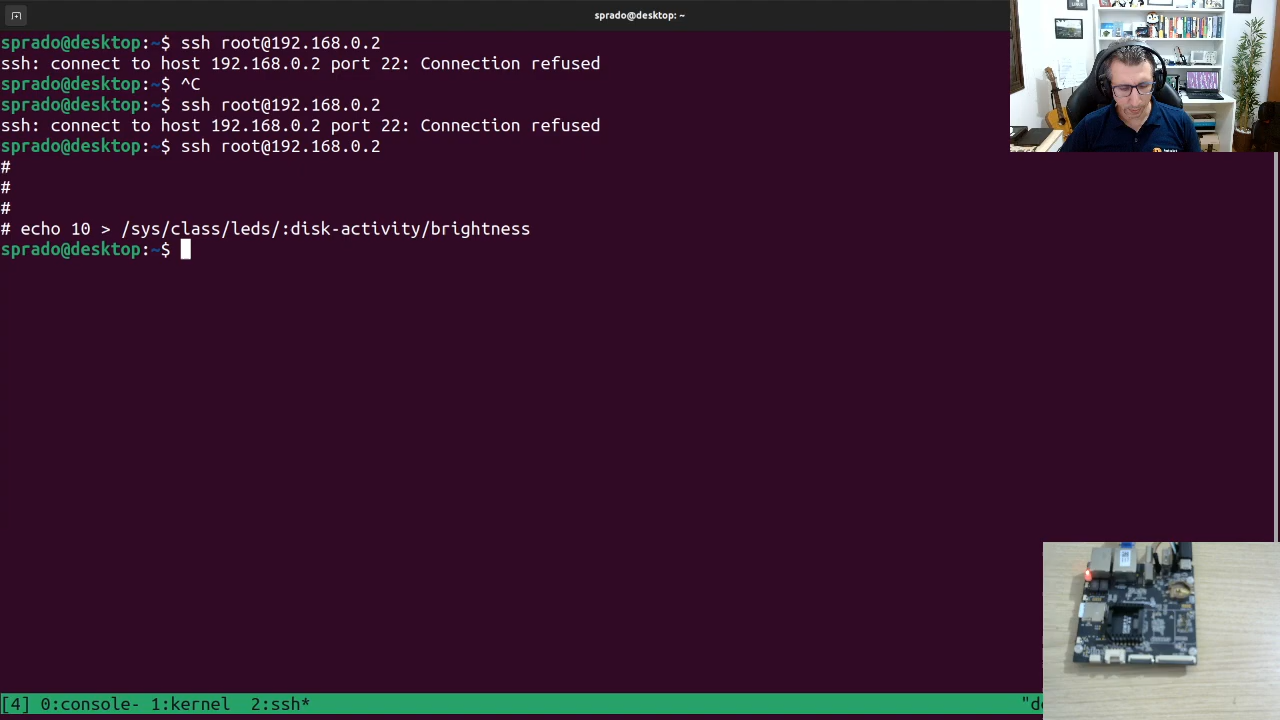 sprado@desktop: ~
sprado@desktop:~$ ssh root@192.168.0.2
ssh: connect to host 192.168.0.2 port 22: Connection refused
sprado@desktop:~$ ^C
sprado@desktop:~$ ssh root@192.168.0.2
ssh: connect to host 192.168.0.2 port 22: Connection refused
sprado@desktop:~$ ssh root@192.168.0.2
#
#
#
# echo 10 > /sys/class/leds/:disk-activity/brightness
sprado@desktop:~$
[4] 0:console- 1:kernel  2:ssh*